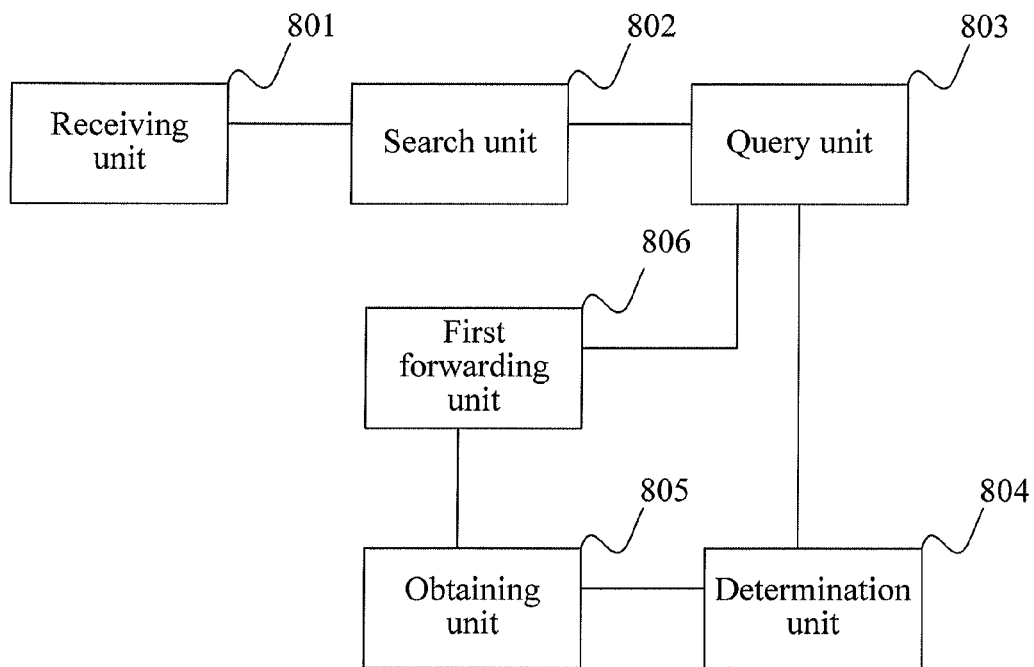 801
802
803
Receiving
unit
Search unit
Query unit
806
First
forwarding
unit
805
804
Obtaining
unit
Determination
unit